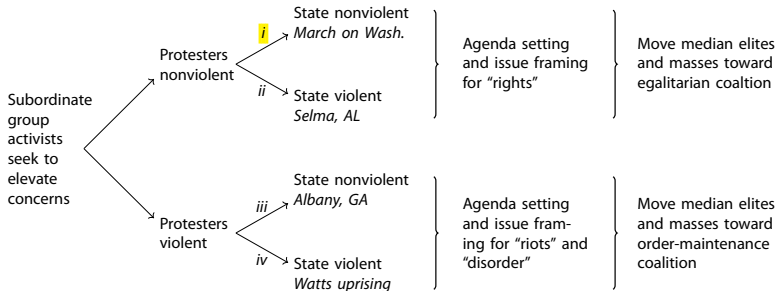 Subordinate
group
activists
seek to
elevate
concerns
Protesters
nonviolent
i
State nonviolent
March on Wash.
ii
State violent
Selma, AL
Agenda setting
and issue framing
for “rights”
Move median elites
and masses toward
egalitarian coaltion
Protesters
violent
iii
State nonviolent
Albany, GA
iv
State violent
Watts uprising
Agenda setting
and issue fram-
ing for “riots” and
“disorder”
Move median elites
and masses toward
order-maintenance
coalition